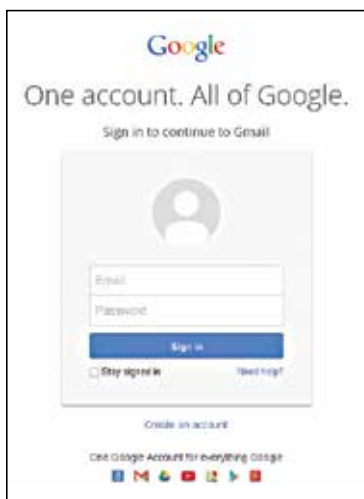 Google
One account. All of Google.
Sign in to continue to Gmail
Email
Password
Sign in
Stay signed in
Need help?
Create an account
One Google Account for everything Google